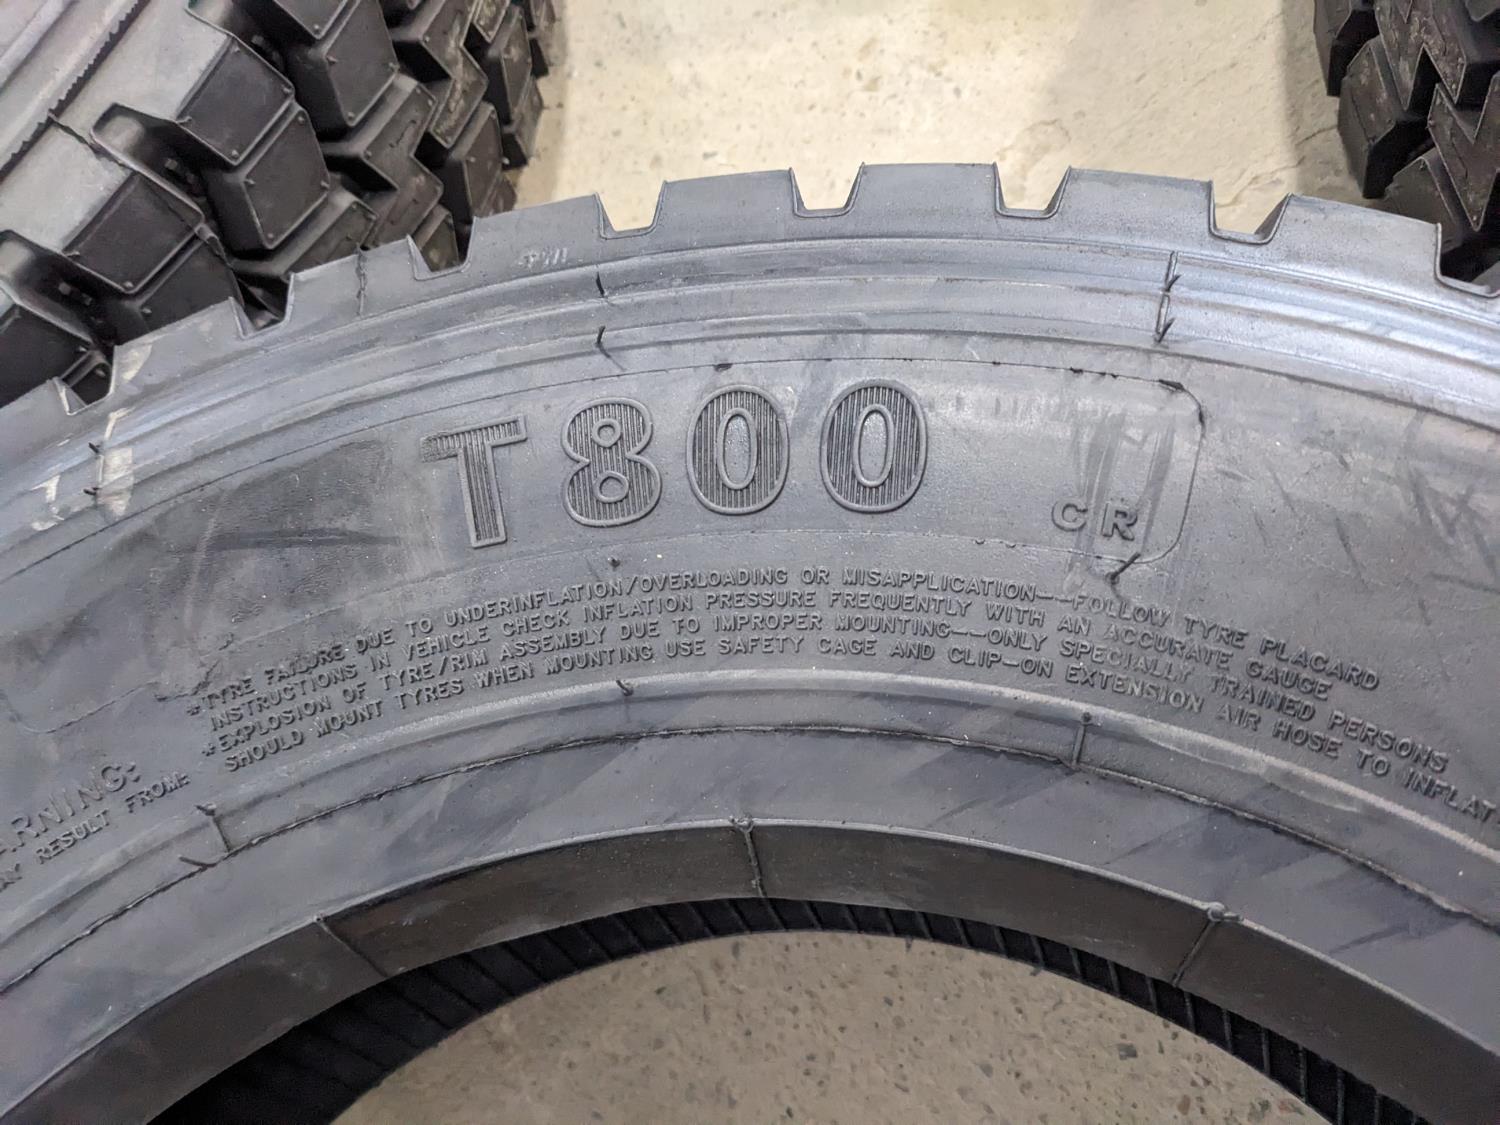 T800
CR
WARNING:
RESULT FROM:
*TYRE FAILURE DUE TO UNDERINFLATION/OVERLOADING OR MISAPPLICATION--FOLLOW TYRE PLACARD
INSTRUCTIONS IN VEHICLE CHECK INFLATION PRESSURE FREQUENTLY WITH AN ACCURATE GAUGE
*EXPLOSION OF TYRE/RIM ASSEMBLY DUE TO IMPROPER MOUNTING--ONLY SPECIALLY TRAINED PERSONS
SHOULD MOUNT TYRES WHEN MOUNTING USE SAFETY CAGE AND CLIP-ON EXTENSION AIR HOSE TO INFLAT